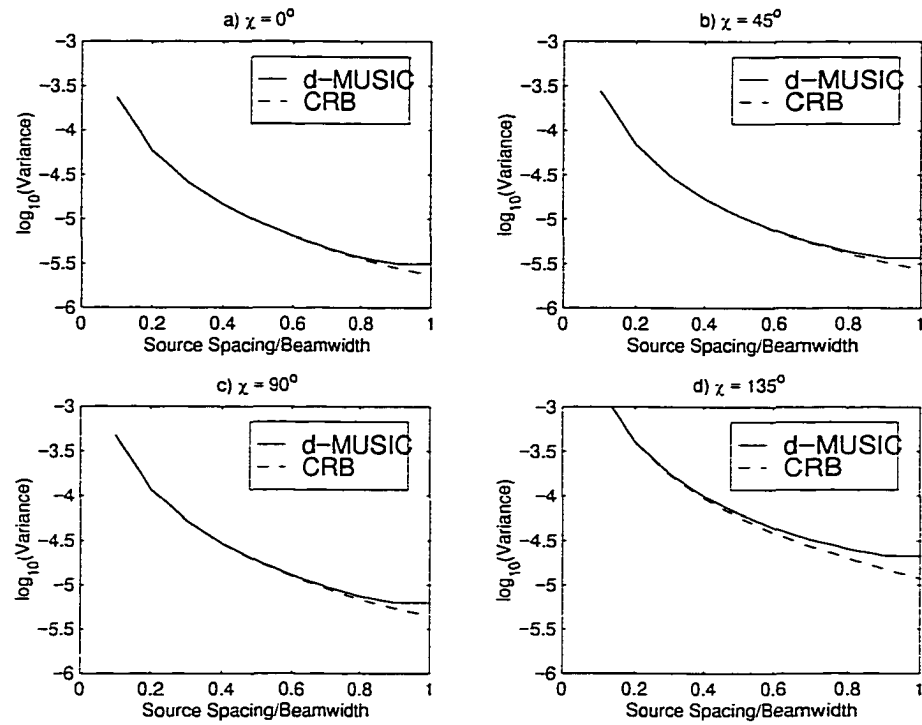 a) χ = 0°
-3
-3.5
-4
-4.5
-5
-5.5
-6
log10(Variance)
d-MUSIC
CRB
0
0.2
0.4
0.6
0.8
1
Source Spacing/Beamwidth
b) χ = 45°
-3
-3.5
-4
-4.5
-5
-5.5
-6
log10(Variance)
d-MUSIC
CRB
0
0.2
0.4
0.6
0.8
1
Source Spacing/Beamwidth
c) χ = 90°
-3
-3.5
-4
-4.5
-5
-5.5
-6
log10(Variance)
d-MUSIC
CRB
0
0.2
0.4
0.6
0.8
1
Source Spacing/Beamwidth
d) χ = 135°
-3
-3.5
-4
-4.5
-5
-5.5
-6
log10(Variance)
d-MUSIC
CRB
0
0.2
0.4
0.6
0.8
1
Source Spacing/Beamwidth